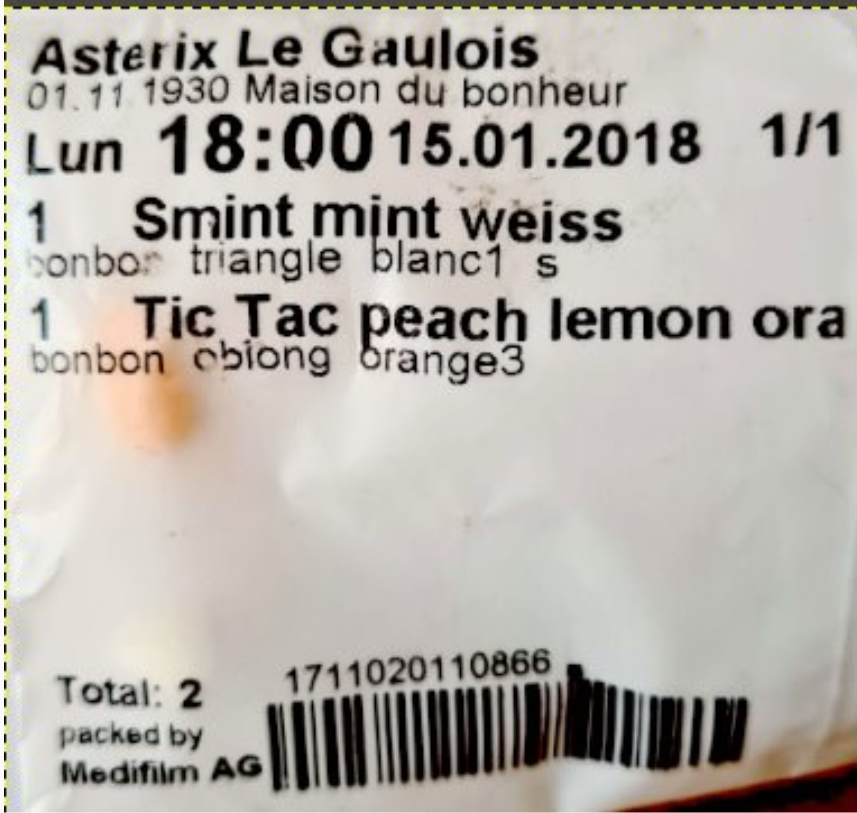 Asterix Le Gaulois
01.11.1930 Maison du bonheur
Lun 18:00 15.01.2018 1/1
1 Smint mint weiss
bonbon triangle blanc1 s
1 Tic Tac peach lemon ora
bonbon oblong orange3
1711020110866
Total: 2
packed by
Medifilm AG